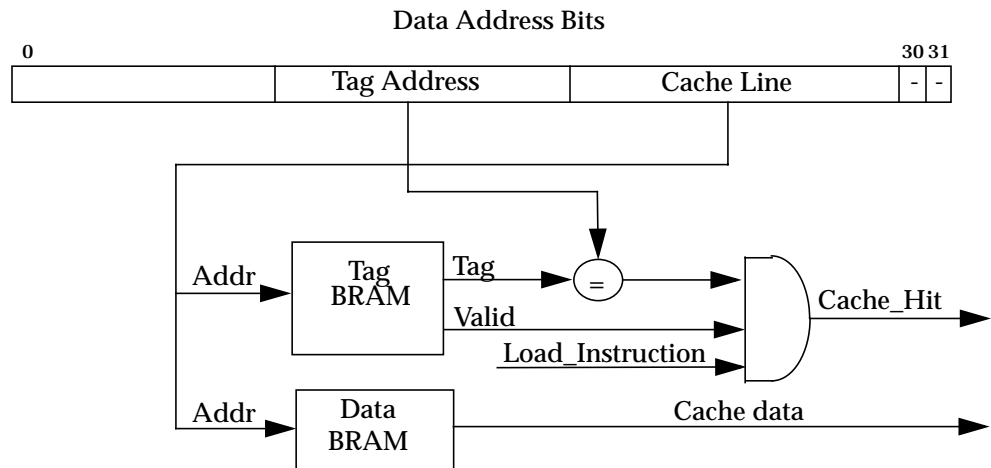 Data Address Bits
0 30 31
Tag Address Cache Line - -
Addr
Tag
BRAM
Tag
=
Valid
Load_Instruction
Cache_Hit
Addr
Data
BRAM
Cache data